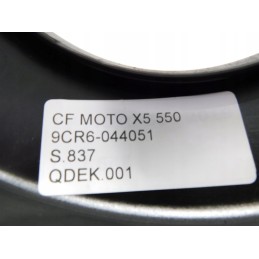 CF MOTO X5 550
9CR6-044051
S.837
QDEK.001